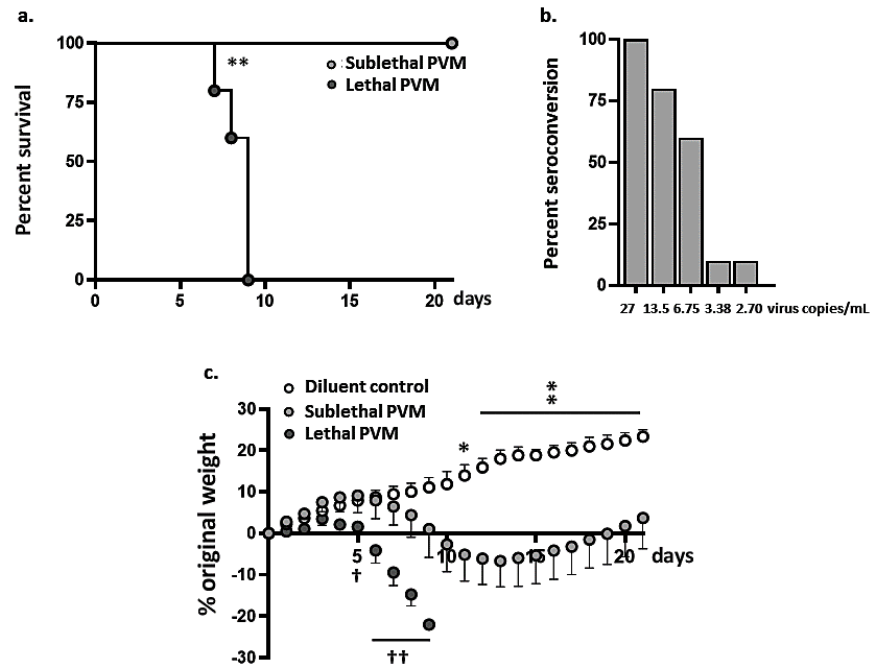 a.
Percent survival
100
75
50
25
0
0 5 10 15 20 days
**
Sublethal PVM
Lethal PVM
b.
Percent seroconversion
100
75
50
25
0
27 13.5 6.75 3.38 2.70 virus copies/mL
c.
Diluent control
Sublethal PVM
Lethal PVM
% original weight
30
20
10
0
-10
-20
-30
5 10 15 20 days
*
*
*
†
††